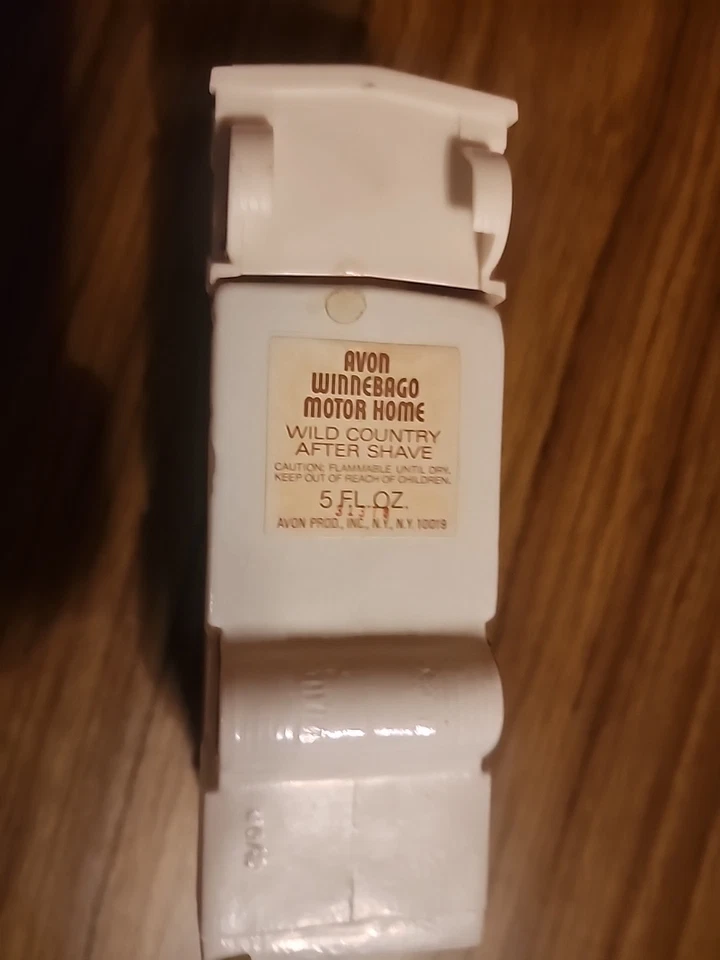 AVON
WINNEBAGO
MOTOR HOME
WILD COUNTRY
AFTER SHAVE
CAUTION: FLAMMABLE UNTIL DRY.
KEEP OUT OF REACH OF CHILDREN.
5 FL. OZ.
AVON PROD., INC., N.Y., N.Y. 10019